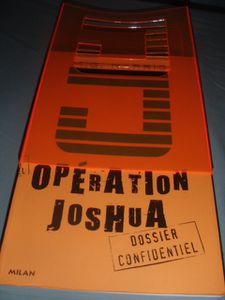 OPÉRATION
JOSHUA
DOSSIER
CONFIDENTIEL
MILAN